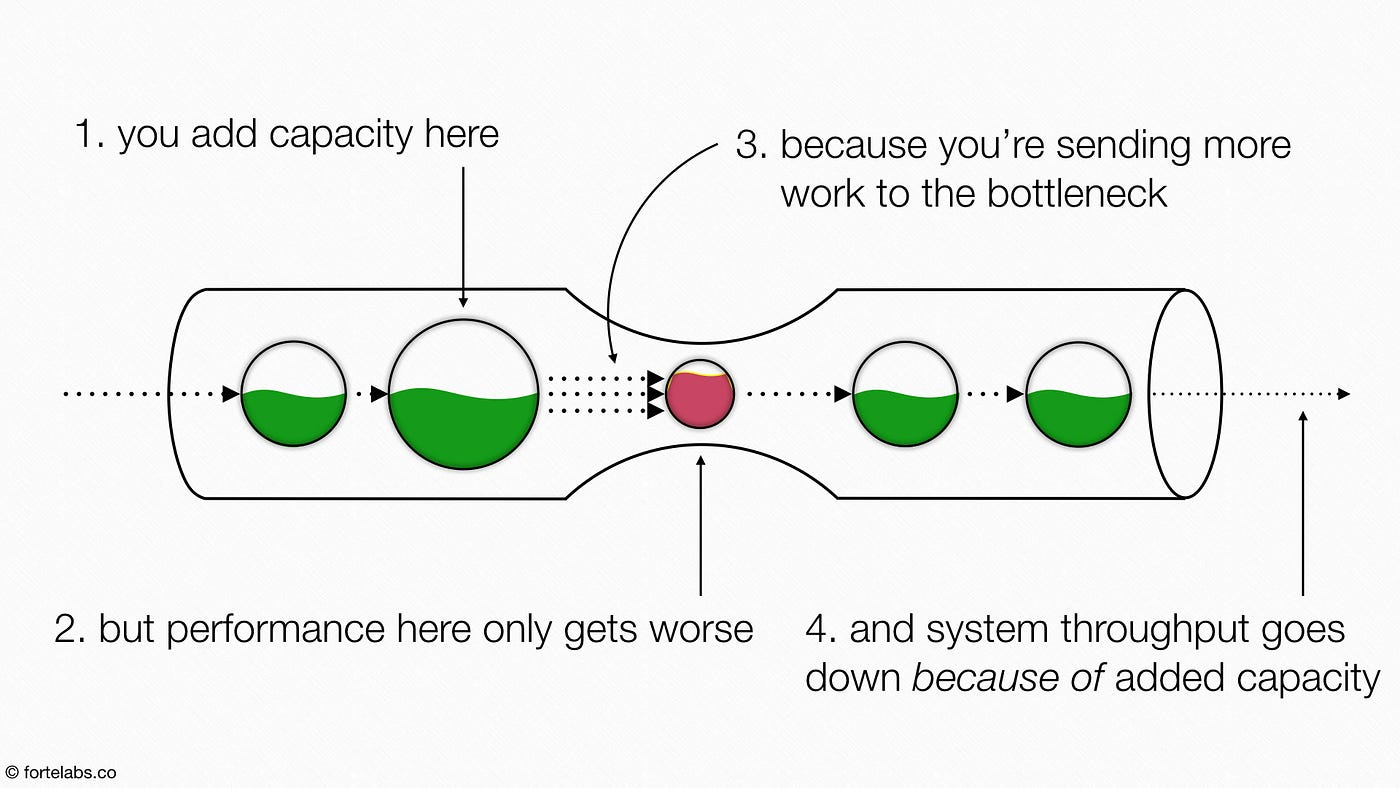 1. you add capacity here
3. because you’re sending more
work to the bottleneck
2. but performance here only gets worse
4. and system throughput goes
down because of added capacity
© fortelabs.co